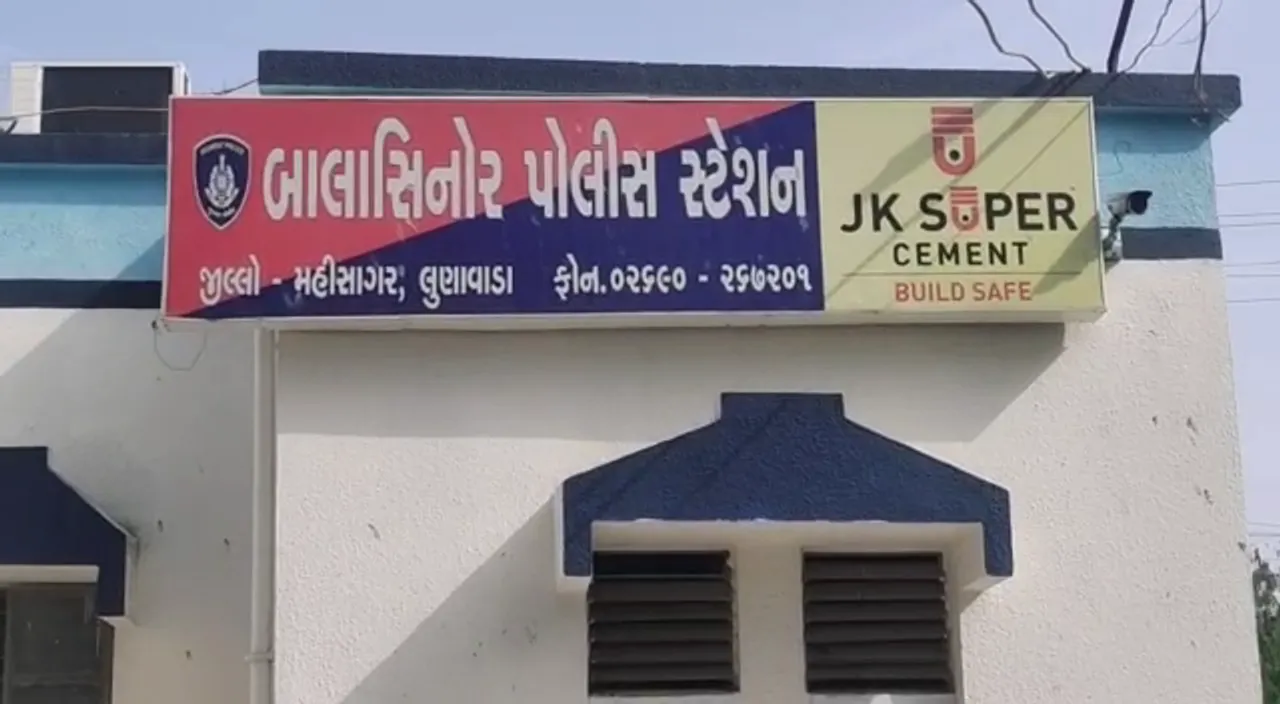 બાલાસિનોર પોલીસ સ્ટેશન
જીલ્લો - મહીસાગર, લુણાવાડા ફોન.૦૨૬૯૦ - ૨૬૭૨૦૧
JK SUPER
CEMENT
BUILD SAFE